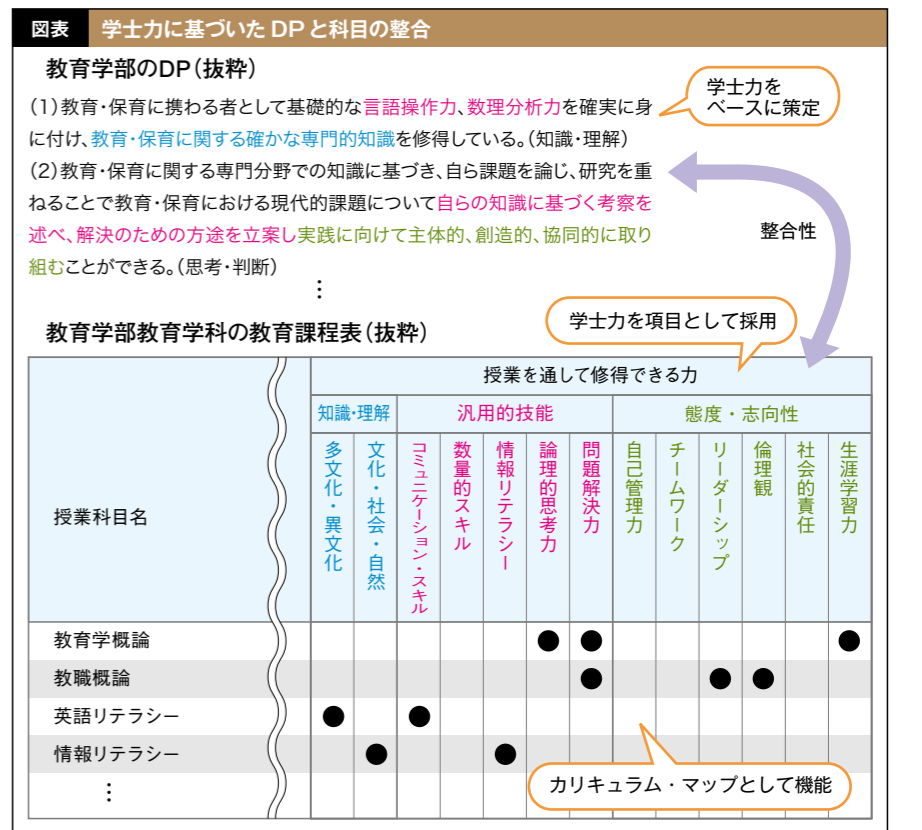 図表 学士力に基づいた DP と科目の整合
教育学部のDP(抜粋)
(1)教育・保育に携わる者として基礎的な言語操作力、数理分析力を確実に身
に付け、教育・保育に関する確かな専門的知識を修得している。(知識・理解)
(2)教育・保育に関する専門分野での知識に基づき、自ら課題を論じ、研究を重
ねることで教育・保育における現代的課題について自らの知識に基づく考察を
述べ、解決のための方途を立案し実践に向けて主体的、創造的、協同的に取り
組むことができる。(思考・判断)
⋮
学士力を
ベースに策定
整合性
教育学部教育学科の教育課程表(抜粋)
学士力を項目として採用
授業科目名
授業を通して修得できる力
知識・理解
汎用的技能
態度・志向性
多文化・異文化
文化・社会・自然
コミュニケーション・スキル
数量的スキル
情報リテラシー
論理的思考力
問題解決力
自己管理力
チームワーク
リーダーシップ
倫理観
社会的責任
生涯学習力
教育学概論 ● ● ●
教職概論 ● ● ●
英語リテラシー ● ●
情報リテラシー ● ●
⋮
カリキュラム・マップとして機能